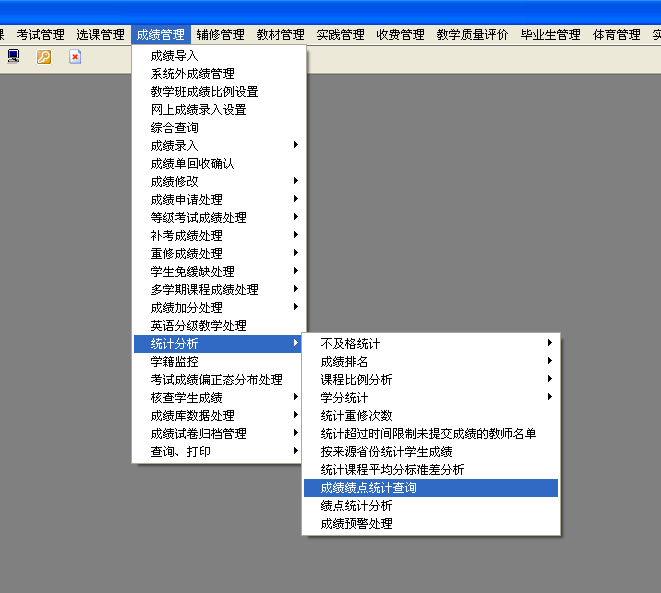 课 考试管理 选课管理 成绩管理 辅修管理 教材管理 实践管理 收费管理 教学质量评价 毕业生管理 体育管理
成绩导入
系统外成绩管理
教学班成绩比例设置
网上成绩录入设置
综合查询
成绩录入
成绩单回收确认
成绩修改
成绩申请处理
等级考试成绩处理
补考成绩处理
重修成绩处理
学生免缓缺处理
多学期课程成绩处理
成绩加分处理
英语分级教学处理
统计分析
学籍监控
考试成绩偏正态分布处理
核查学生成绩
成绩库数据处理
成绩试卷归档管理
查询、打印
不及格统计
成绩排名
课程比例分析
学分统计
统计重修次数
统计超过时间限制未提交成绩的教师名单
按来源省份统计学生成绩
统计课程平均分标准差分析
成绩绩点统计查询
绩点统计分析
成绩预警处理